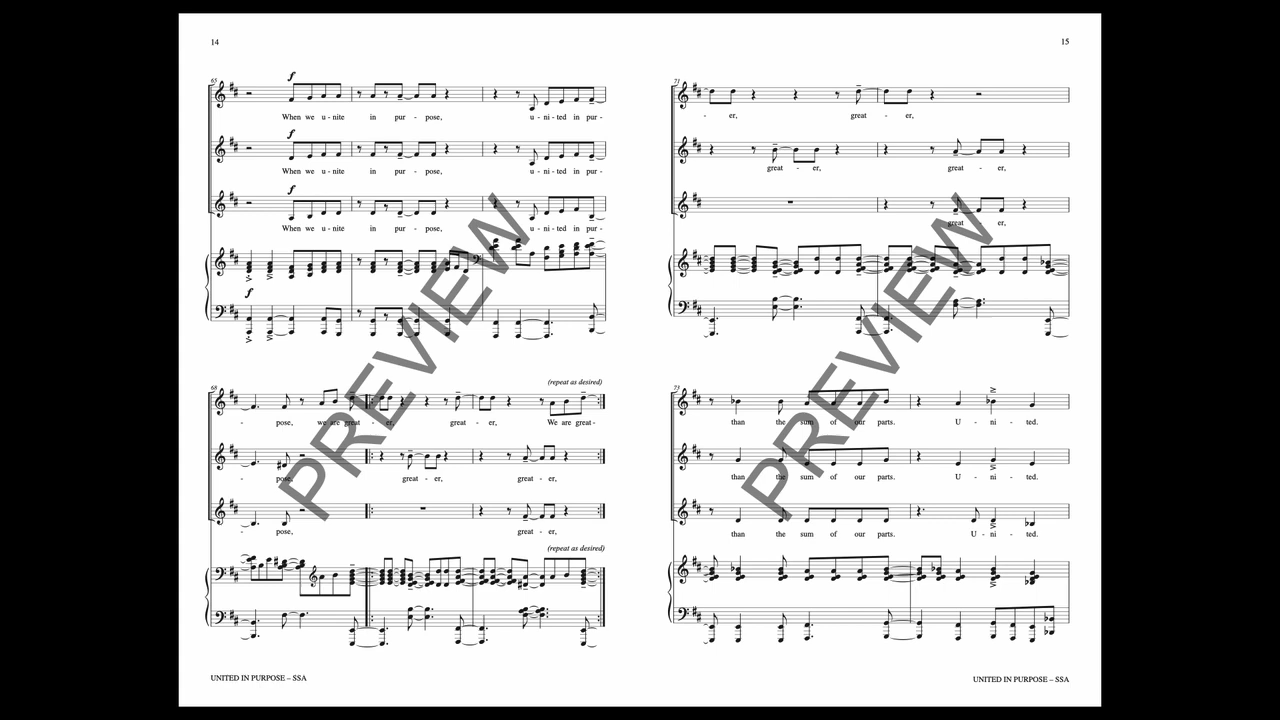 14
65
f
When we u - nite in pur - pose, u - ni - ted in pur -
f
When we u - nite in pur - pose, u - ni - ted in pur -
f
When we u - nite in pur - pose, u - ni - ted in pur -
f
68
(repeat as desired)
- pose, we are great - er, great - er, We are great -
- pose, great - er, great - er,
- pose, great - er,
(repeat as desired)
PREVIEW
UNITED IN PURPOSE – SSA
15
71
- er, great - er,
great - er, great - er,
great er,
73
than the sum of our parts. U - ni - ted.
than the sum of our parts. U - ni - ted.
than the sum of our parts. U - ni - ted.
PREVIEW
UNITED IN PURPOSE – SSA